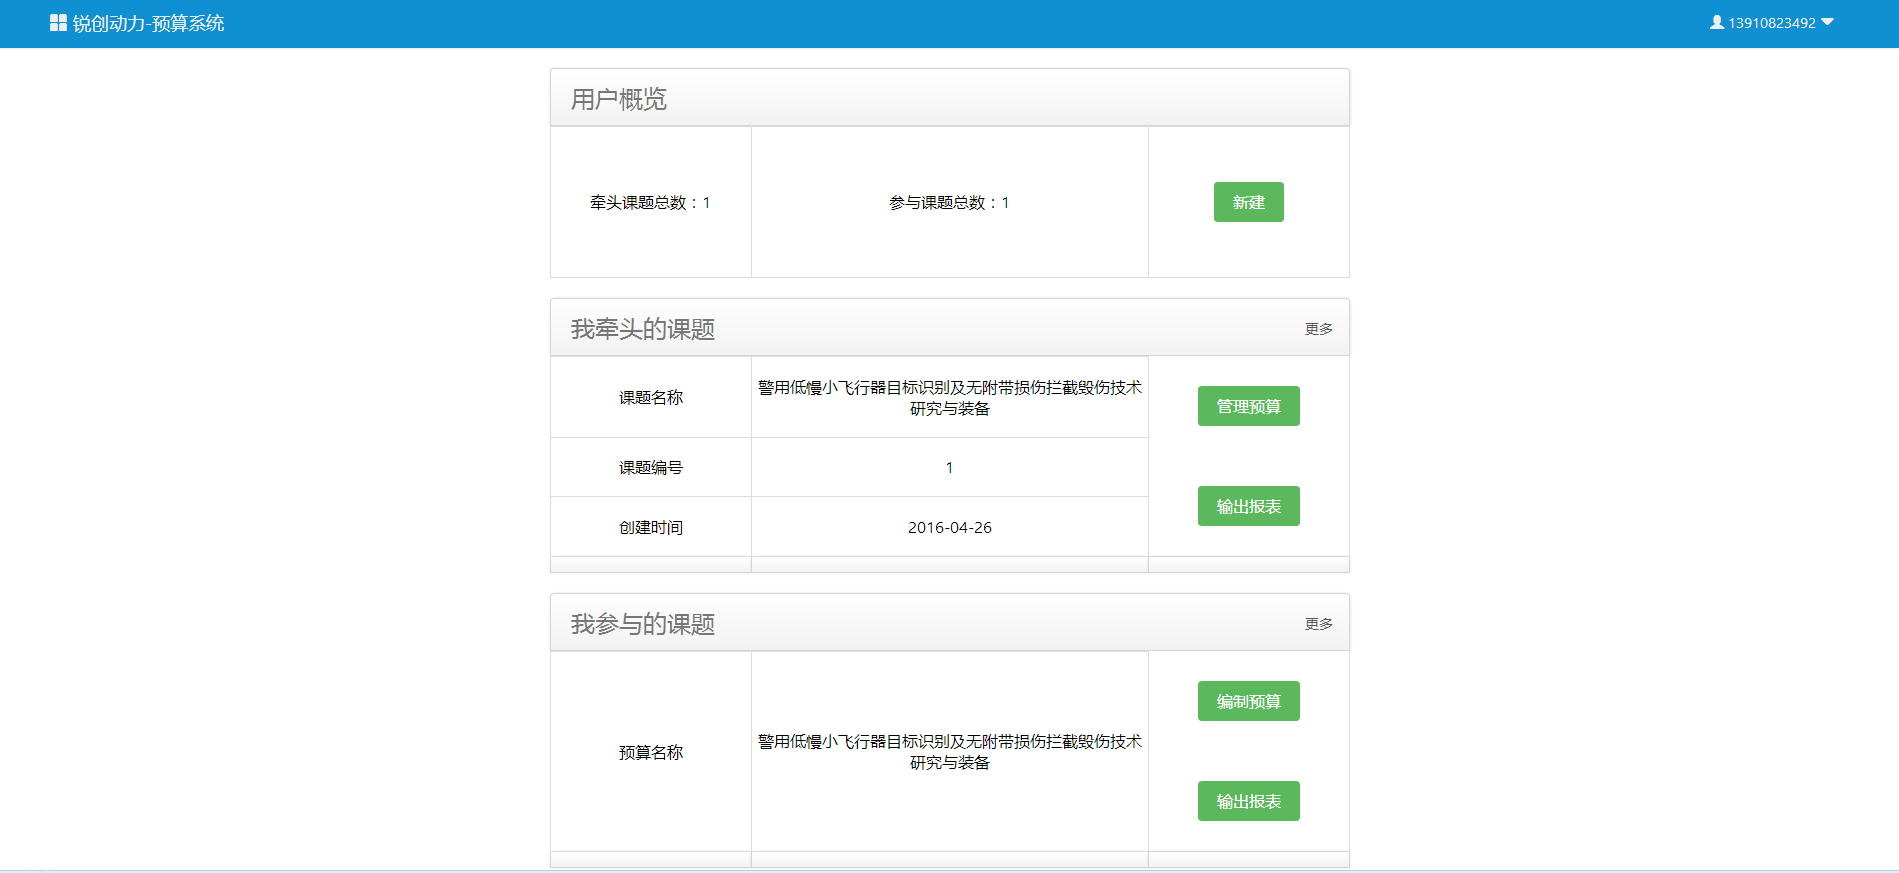 锐创动力-预算系统
13910823492
用户概览
牵头课题总数：1
参与课题总数：1
新建
我牵头的课题
更多
课题名称
警用低慢小飞行器目标识别及无附带损伤拦截毁伤技术
研究与装备
管理预算
课题编号
1
输出报表
创建时间
2016-04-26
我参与的课题
更多
编制预算
预算名称
警用低慢小飞行器目标识别及无附带损伤拦截毁伤技术
研究与装备
输出报表